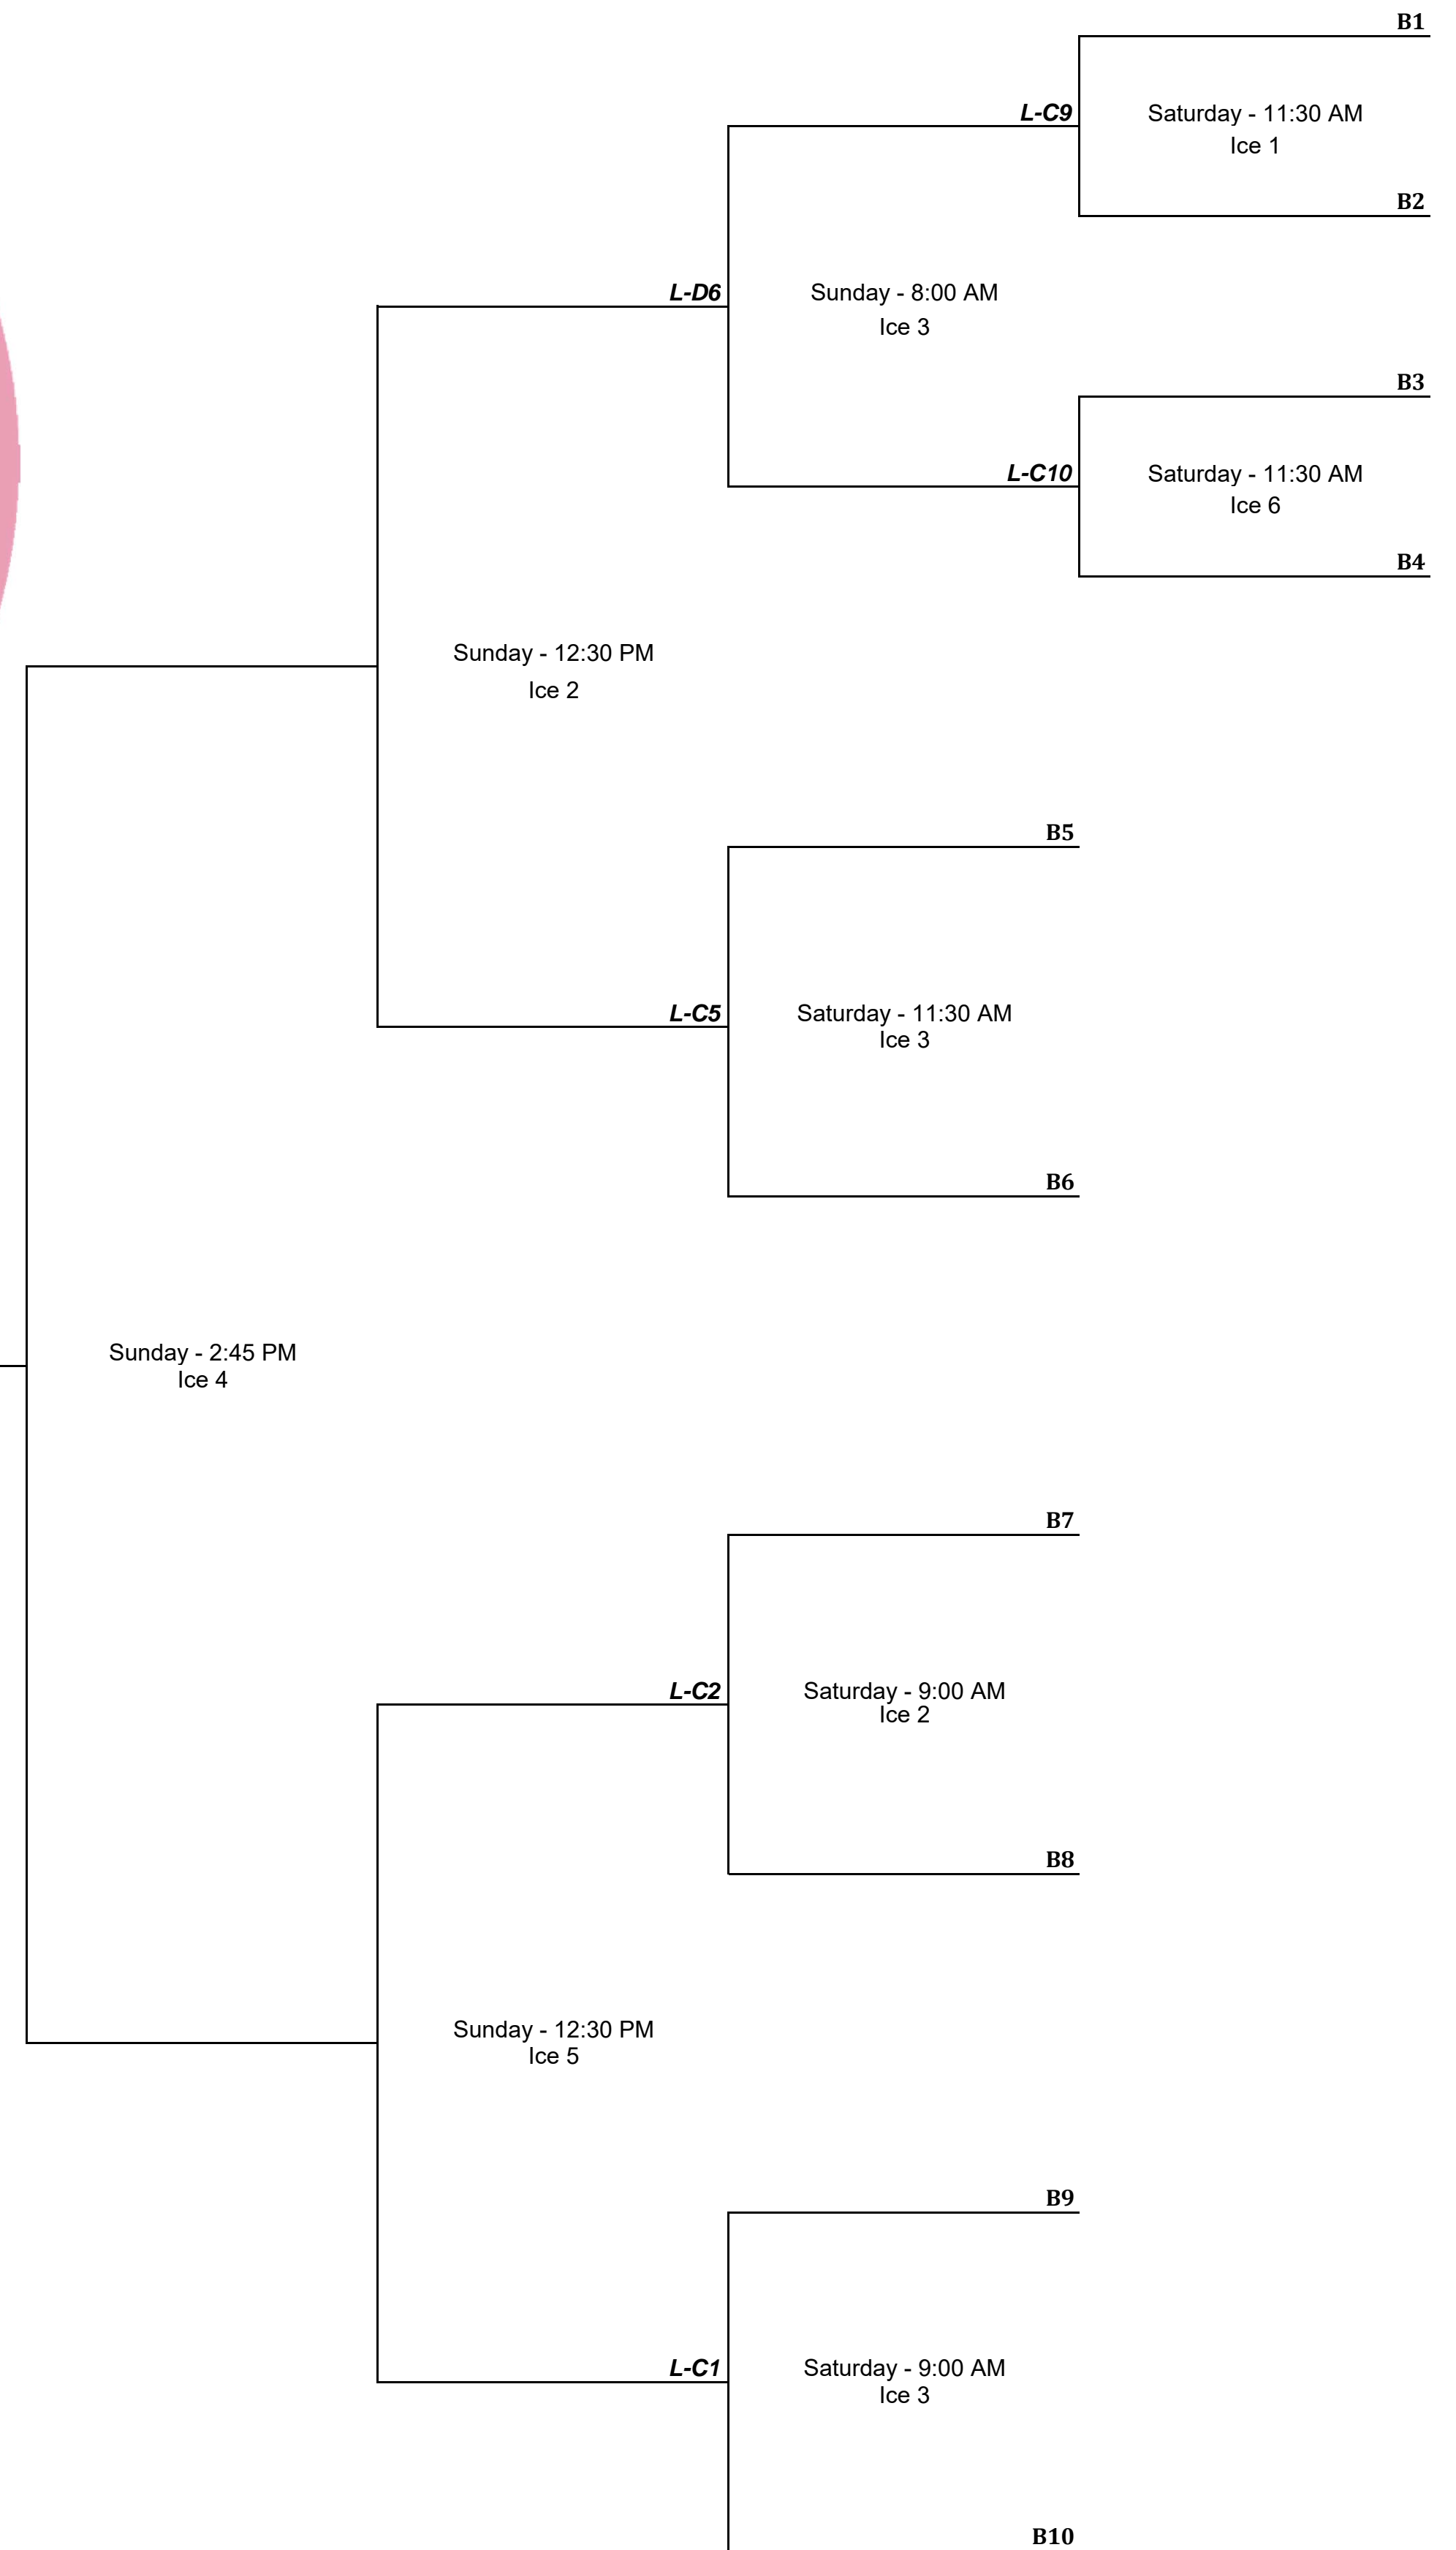 B1
L-C9
Saturday - 11:30 AM
Ice 1
B2
L-D6
Sunday - 8:00 AM
Ice 3
B3
L-C10
Saturday - 11:30 AM
Ice 6
B4
Sunday - 12:30 PM
Ice 2
B5
L-C5
Saturday - 11:30 AM
Ice 3
B6
Sunday - 2:45 PM
Ice 4
B7
L-C2
Saturday - 9:00 AM
Ice 2
B8
Sunday - 12:30 PM
Ice 5
B9
L-C1
Saturday - 9:00 AM
Ice 3
B10